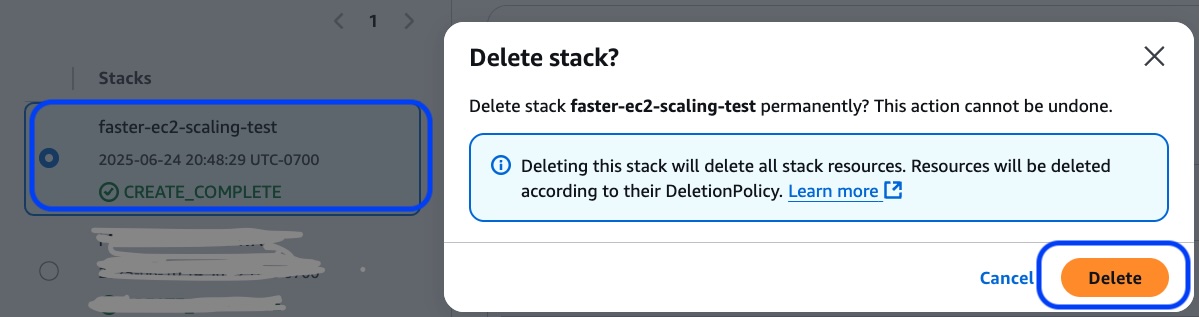 1
Stacks
faster-ec2-scaling-test
2025-06-24 20:48:29 UTC-0700
CREATE_COMPLETE
Delete stack?
Delete stack faster-ec2-scaling-test permanently? This action cannot be undone.
Deleting this stack will delete all stack resources. Resources will be deleted
according to their DeletionPolicy. Learn more
Cancel
Delete